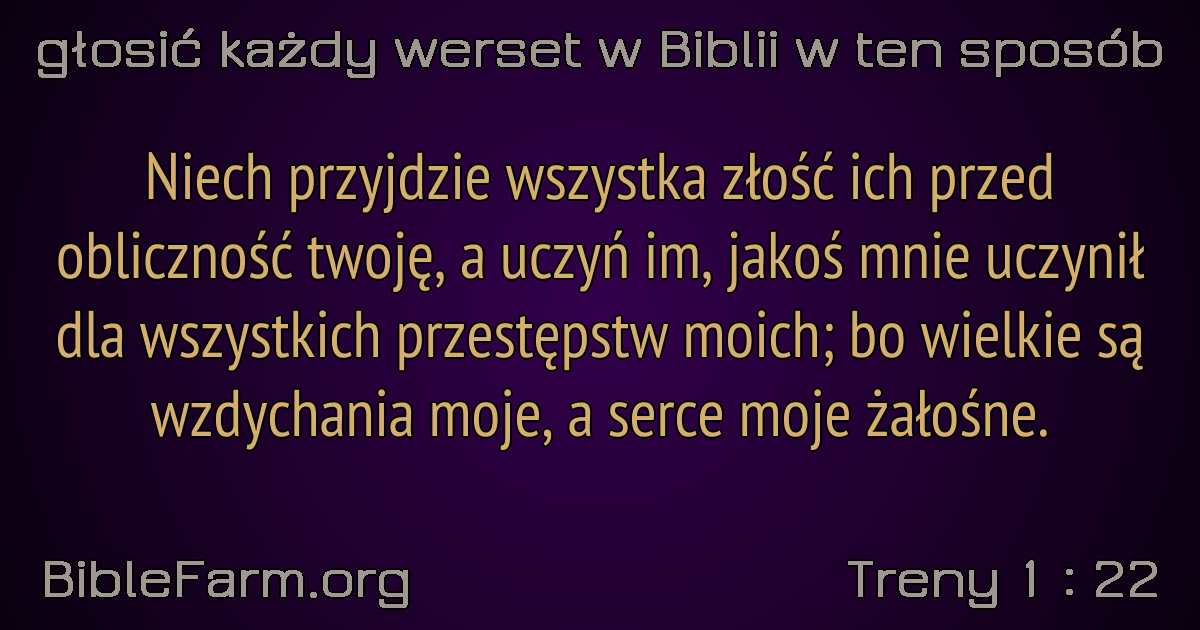 głosić każdy werset w Biblii w ten sposób
Niech przyjdzie wszystka złość ich przed
obliczność twoję, a uczyń im, jakoś mnie uczynił
dla wszystkich przestępstw moich; bo wielkie są
wzdychania moje, a serce moje żałośne.
BibleFarm.org
Treny 1 : 22